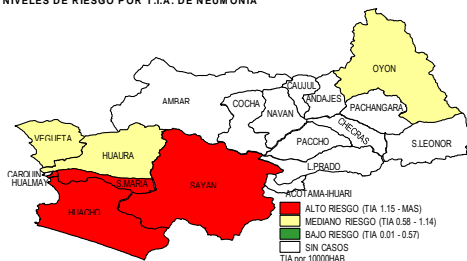 NIVELES DE RIESGO POR T.I.A. DE NEUMONIA
OYON
CAUJUL
AMBAR
COCHA
ANDAJES
NAVAN
PACHANGARA
CHECRAS
VEGUETA
HUAURA
PACCHO
S.LEONOR
L.PRADO
CARQUIN
HUALMAY
S.MARIA
SAYAN
ACOTAMA-IHUARI
HUACHO
ALTO RIESGO (TIA 1.15 - MAS)
MEDIANO RIESGO (TIA 0.58 - 1.14)
BAJO RIESGO (TIA 0.01 - 0.57)
SIN CASOS
TIA por 10000HAB